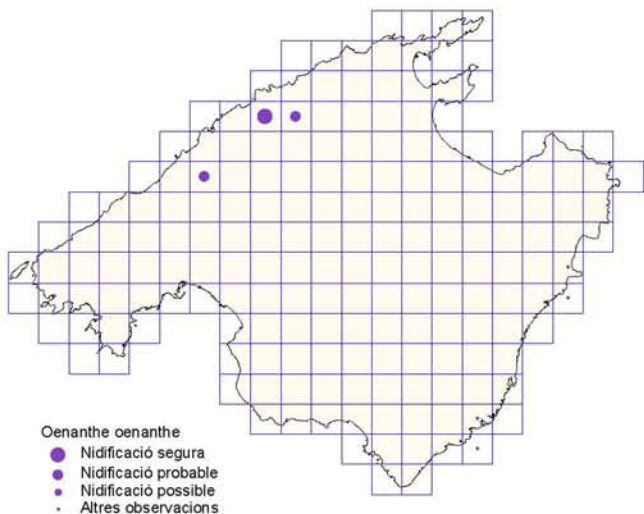 Oenanthe oenanthe
Nidificació segura
Nidificació probable
Nidificació possible
Altres observacions